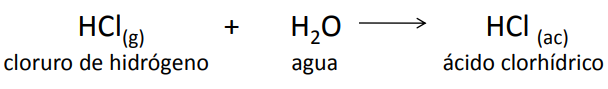 HCl(g) + H2O ⟶ HCl (ac)
cloruro de hidrógeno agua ácido clorhídrico